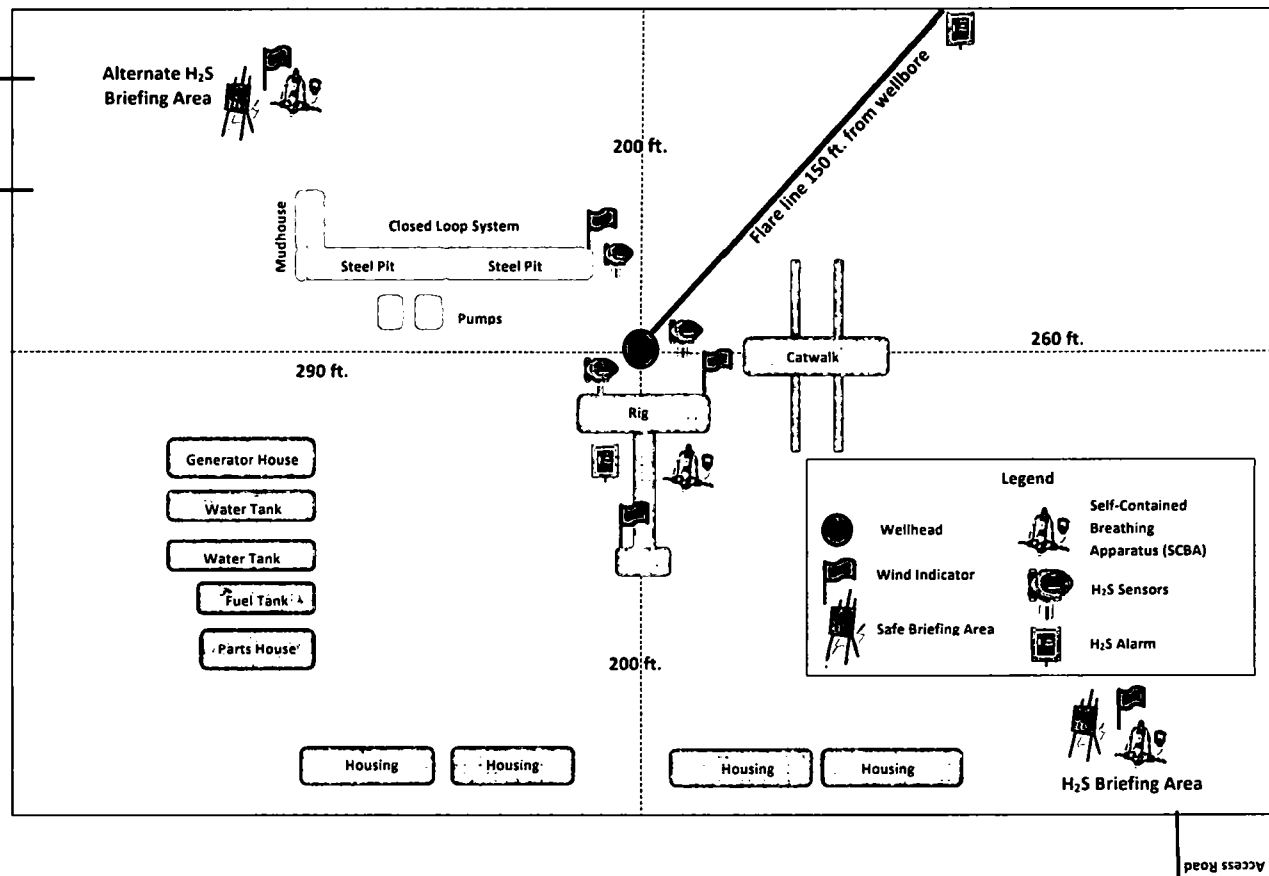 Alternate H₂S
Briefing Area
200 ft.
Flare line 150 ft. from wellbore
Mudhouse
Closed Loop System
Steel Pit
Steel Pit
Pumps
290 ft.
Catwalk
260 ft.
Rig
Generator House
Water Tank
Water Tank
Fuel Tank
Parts House
Legend
Wellhead
Wind Indicator
Safe Briefing Area
Self-Contained
Breathing
Apparatus (SCBA)
H₂S Sensors
H₂S Alarm
200 ft.
Housing
Housing
Housing
Housing
H₂S Briefing Area
Access Road